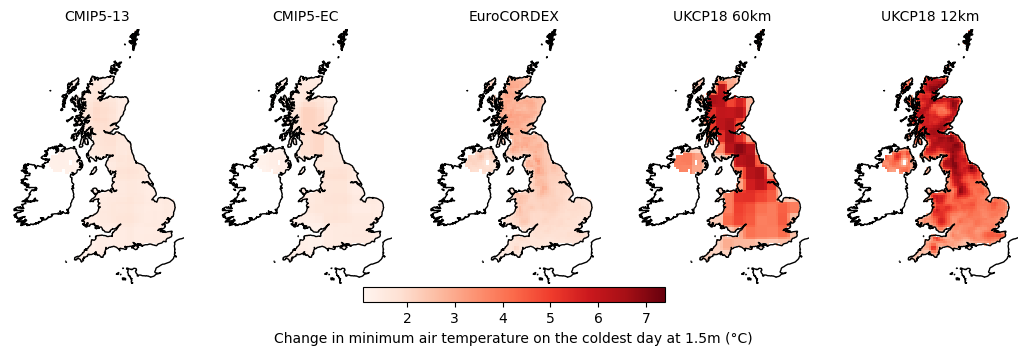 CMIP5-13 CMIP5-EC EuroCORDEX UKCP18 60km UKCP18 12km
2 3 4 5 6 7
Change in minimum air temperature on the coldest day at 1.5m (°C)